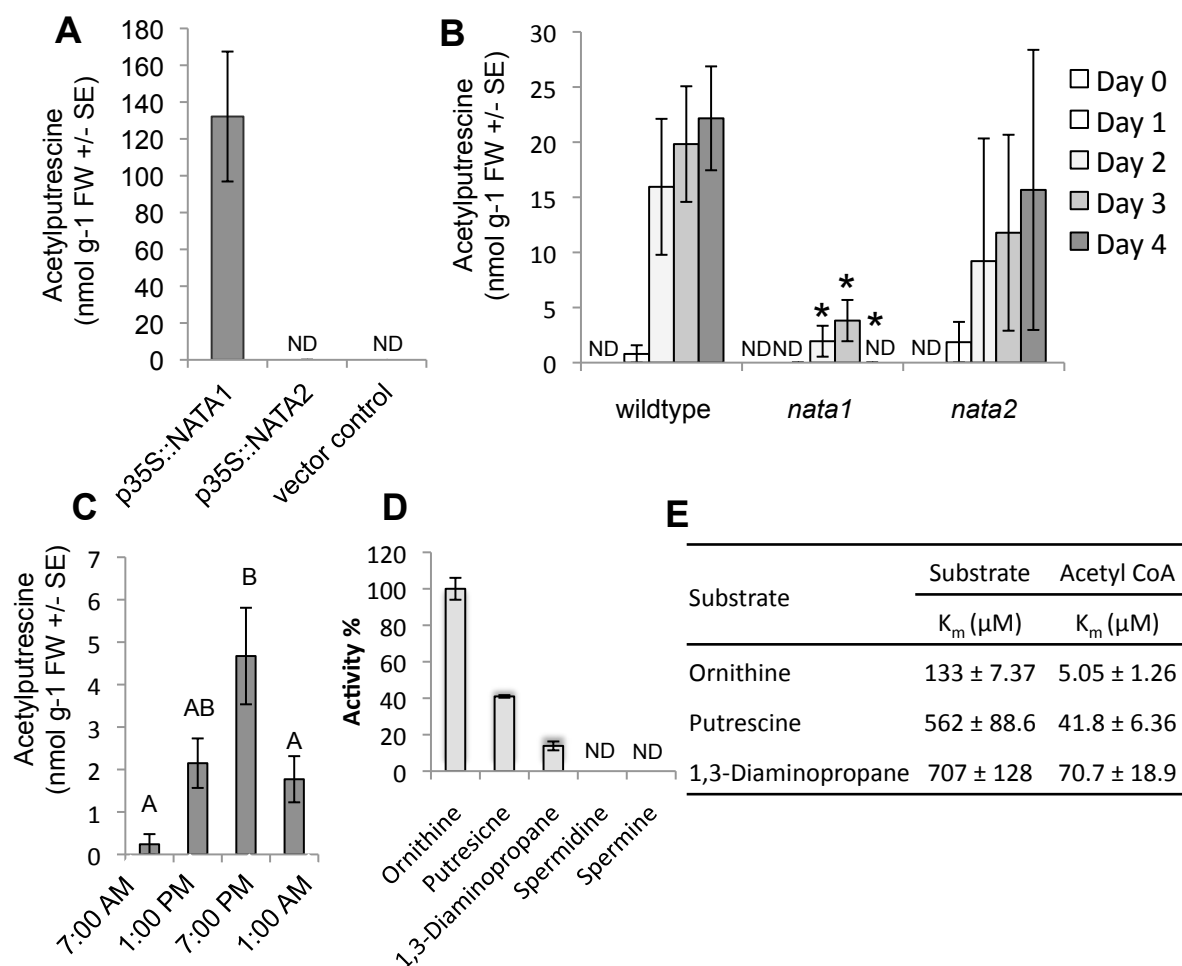 A
Acetylputrescine
(nmol g-1 FW +/- SE)
180
160
140
120
100
80
60
40
20
0
ND
ND
p35S::NATA1
p35S::NATA2
vector control
B
Acetylputrescine
(nmol g-1 FW +/- SE)
30
25
20
15
10
5
0
ND
NDND
*
*
*
ND
ND
wildtype
nata1
nata2
Day 0
Day 1
Day 2
Day 3
Day 4
C
Acetylputrescine
(nmol g-1 FW +/- SE)
7
6
5
4
3
2
1
0
A
AB
B
A
7:00 AM
1:00 PM
7:00 PM
1:00 AM
D
Activity %
120
100
80
60
40
20
0
ND
ND
Ornithine
Putresicne
1,3-Diaminopropane
Spermidine
Spermine
E
Substrate
Substrate Acetyl CoA
Km (µM) Km (µM)
Ornithine 133 ± 7.37 5.05 ± 1.26
Putrescine 562 ± 88.6 41.8 ± 6.36
1,3-Diaminopropane 707 ± 128 70.7 ± 18.9